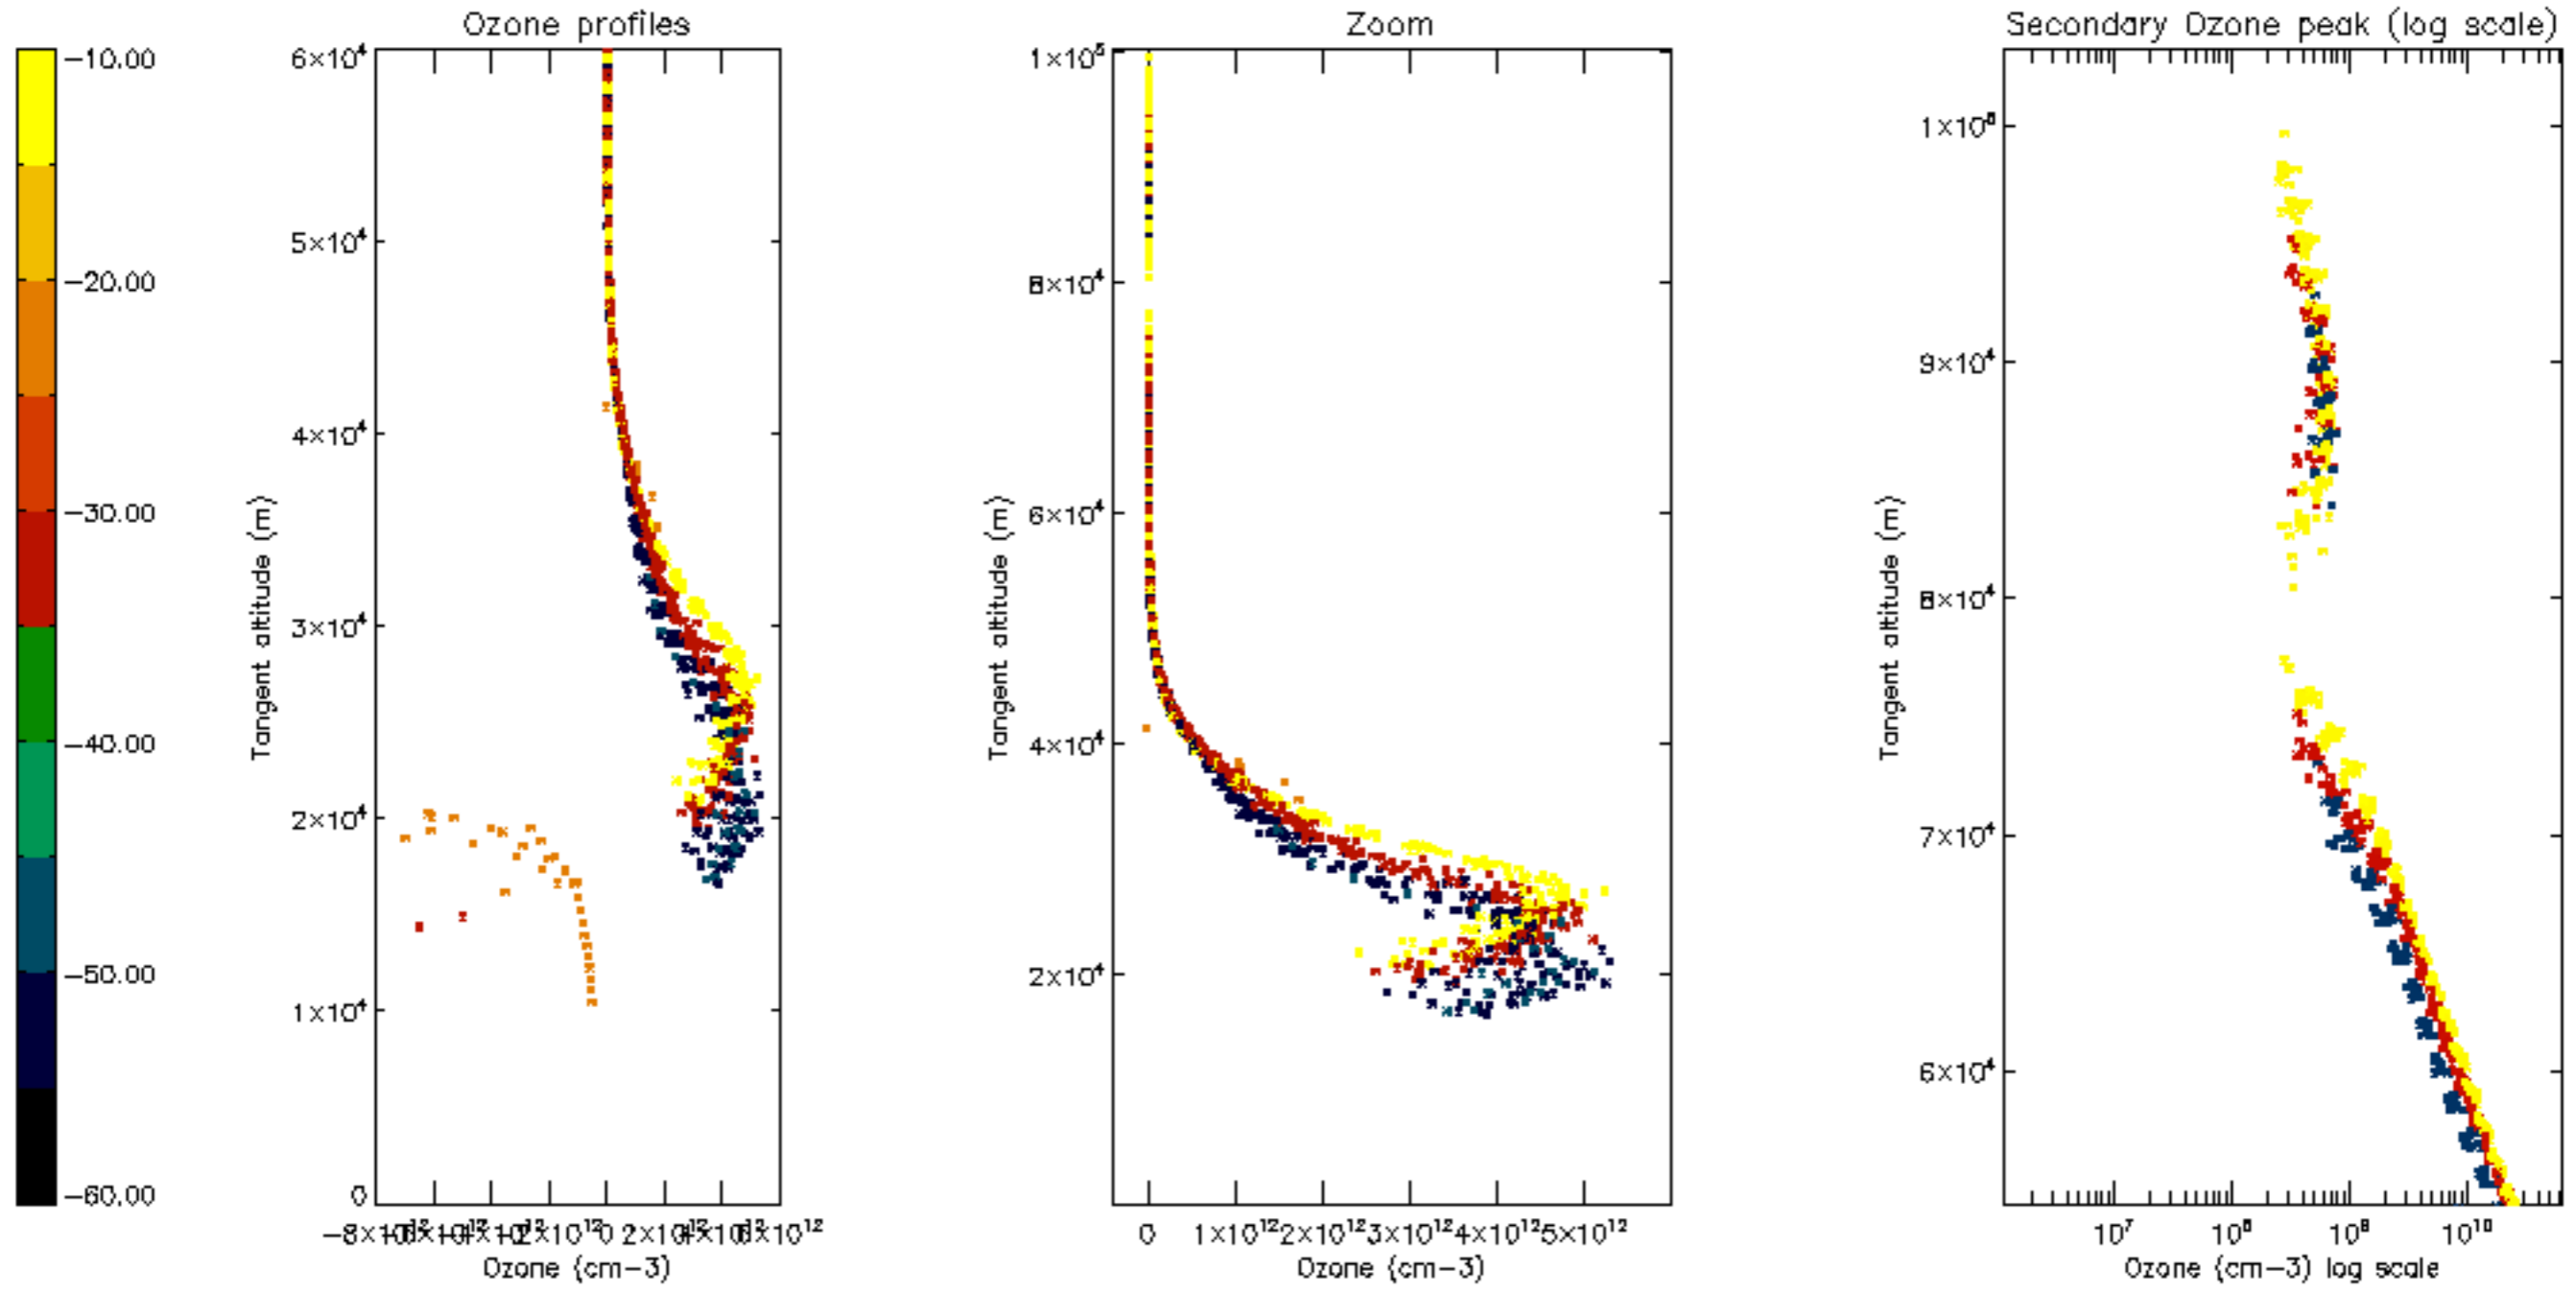 Ozone profiles
Zoom
Secondary Ozone peak (log scale)
-10.00
-20.00
-30.00
-40.00
-50.00
-60.00
Tangent altitude (m)
6×10⁴
5×10⁴
4×10⁴
3×10⁴
2×10⁴
1×10⁴
0
0
6×10¹²
Ozone (cm-3)
Tangent altitude (m)
1×10⁵
8×10⁴
6×10⁴
4×10⁴
2×10⁴
0 1×10¹² 2×10¹² 3×10¹² 4×10¹² 5×10¹²
Ozone (cm-3)
Tangent altitude (m)
1×10⁵
9×10⁴
8×10⁴
7×10⁴
6×10⁴
10⁷ 10⁸ 10⁹ 10¹⁰
Ozone (cm-3) log scale